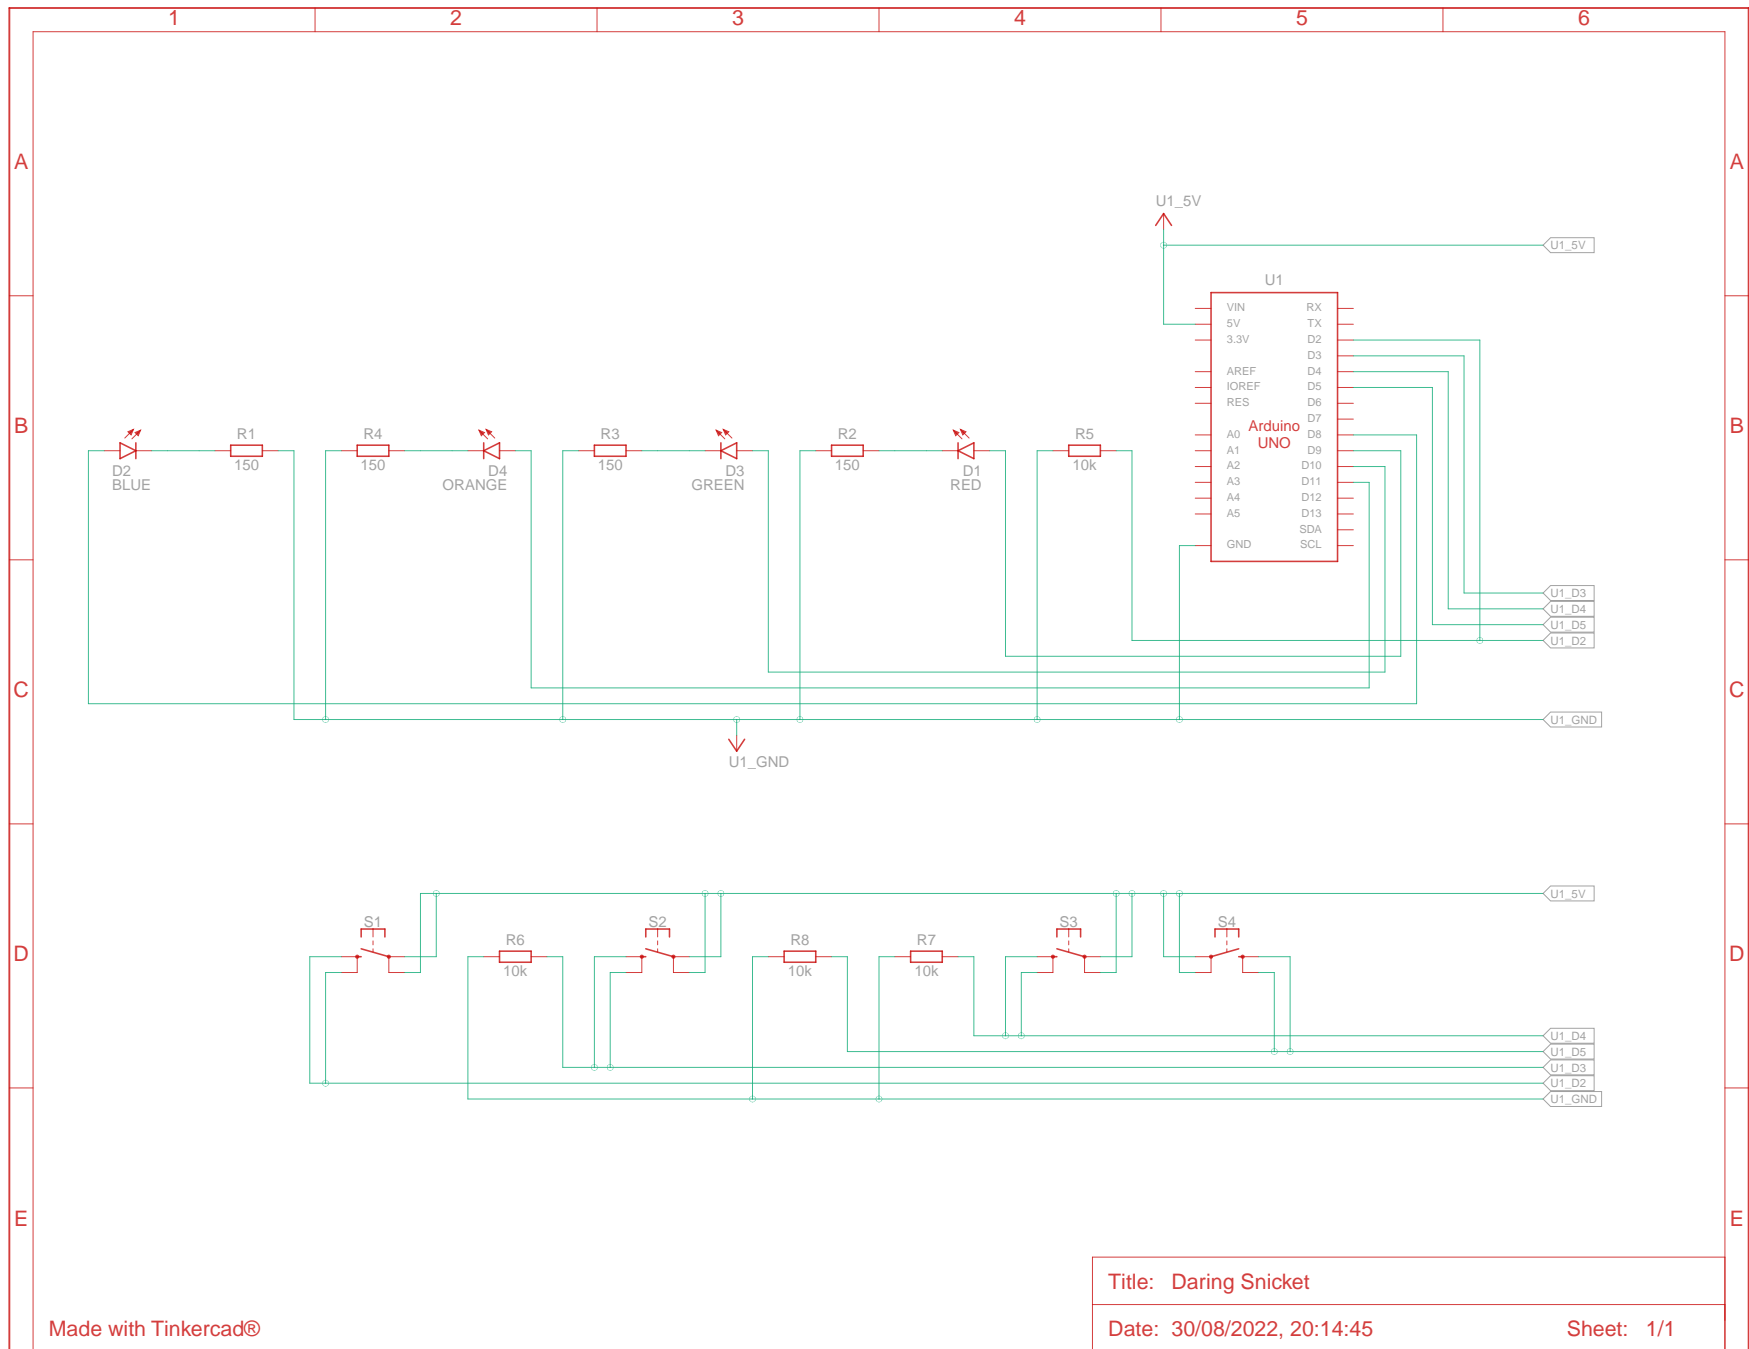 1 2 3 4 5 6
A A
U1_5V
U1_5V
U1
VIN RX
5V TX
3.3V D2
D3
AREF D4
IOREF D5
RES D6
D7
B B
R1 R4 R3 R2 R5
A0 Arduino D8
UNO
A1 D9
150 150 150 150 10k
A2 D10
D2 D4 D3 D1
A3 D11
BLUE ORANGE GREEN RED
A4 D12
A5 D13
SDA
GND SCL
U1_D3
U1_D4
U1_D5
U1_D2
C C
U1_GND
U1_GND
U1_5V
S1 S2 S3 S4
R6 R8 R7
D D
10k 10k 10k
U1_D4
U1_D5
U1_D3
U1_D2
U1_GND
E E
Title: Daring Snicket
Made with Tinkercad®
Date: 30/08/2022, 20:14:45 Sheet: 1/1